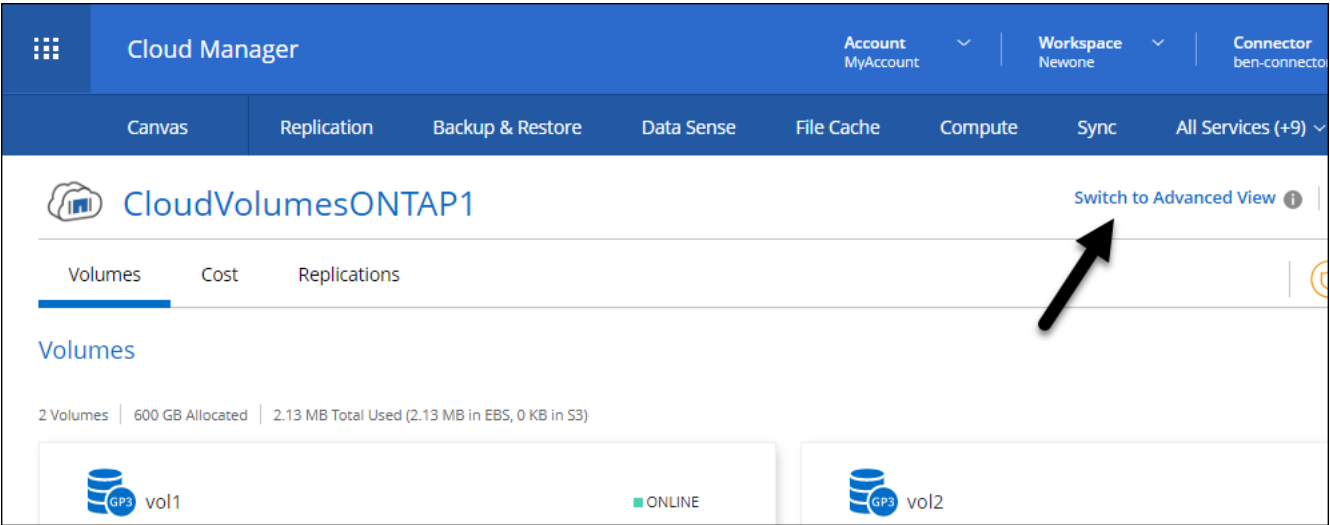 Cloud Manager
Account
MyAccount
Workspace
Newone
Connector
ben-connector
Canvas
Replication
Backup & Restore
Data Sense
File Cache
Compute
Sync
All Services (+9)
CloudVolumesONTAP1
Switch to Advanced View
Volumes
Cost
Replications
Volumes
2 Volumes | 600 GB Allocated | 2.13 MB Total Used (2.13 MB in EBS, 0 KB in S3)
GP3
vol1
ONLINE
GP3
vol2